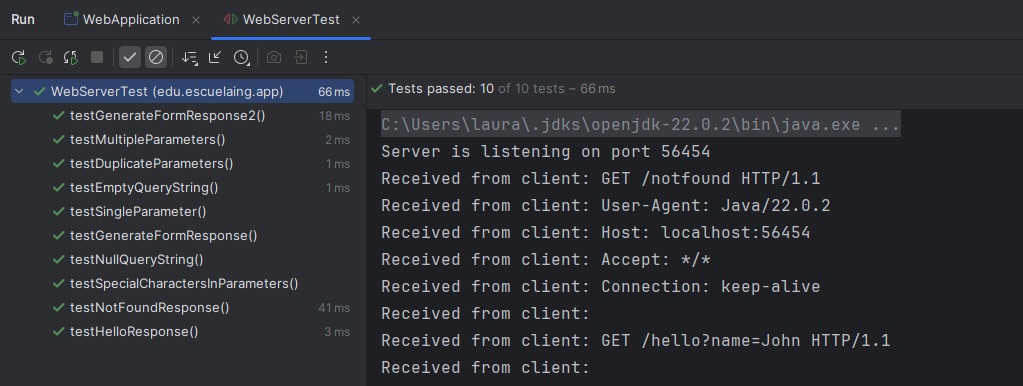 Run WebApplication WebServerTest
WebServerTest (edu.escuelaing.app) 66 ms
testGenerateFormResponse2() 18 ms
testMultipleParameters() 2 ms
testDuplicateParameters() 1 ms
testEmptyQueryString() 1 ms
testSingleParameter()
testGenerateFormResponse()
testNullQueryString()
testSpecialCharactersInParameters()
testNotFoundResponse() 41 ms
testHelloResponse() 3 ms
Tests passed: 10 of 10 tests – 66 ms
C:\Users\laura\.jdks\openjdk-22.0.2\bin\java.exe ...
Server is listening on port 56454
Received from client: GET /notfound HTTP/1.1
Received from client: User-Agent: Java/22.0.2
Received from client: Host: localhost:56454
Received from client: Accept: */*
Received from client: Connection: keep-alive
Received from client:
Received from client: GET /hello?name=John HTTP/1.1
Received from client: